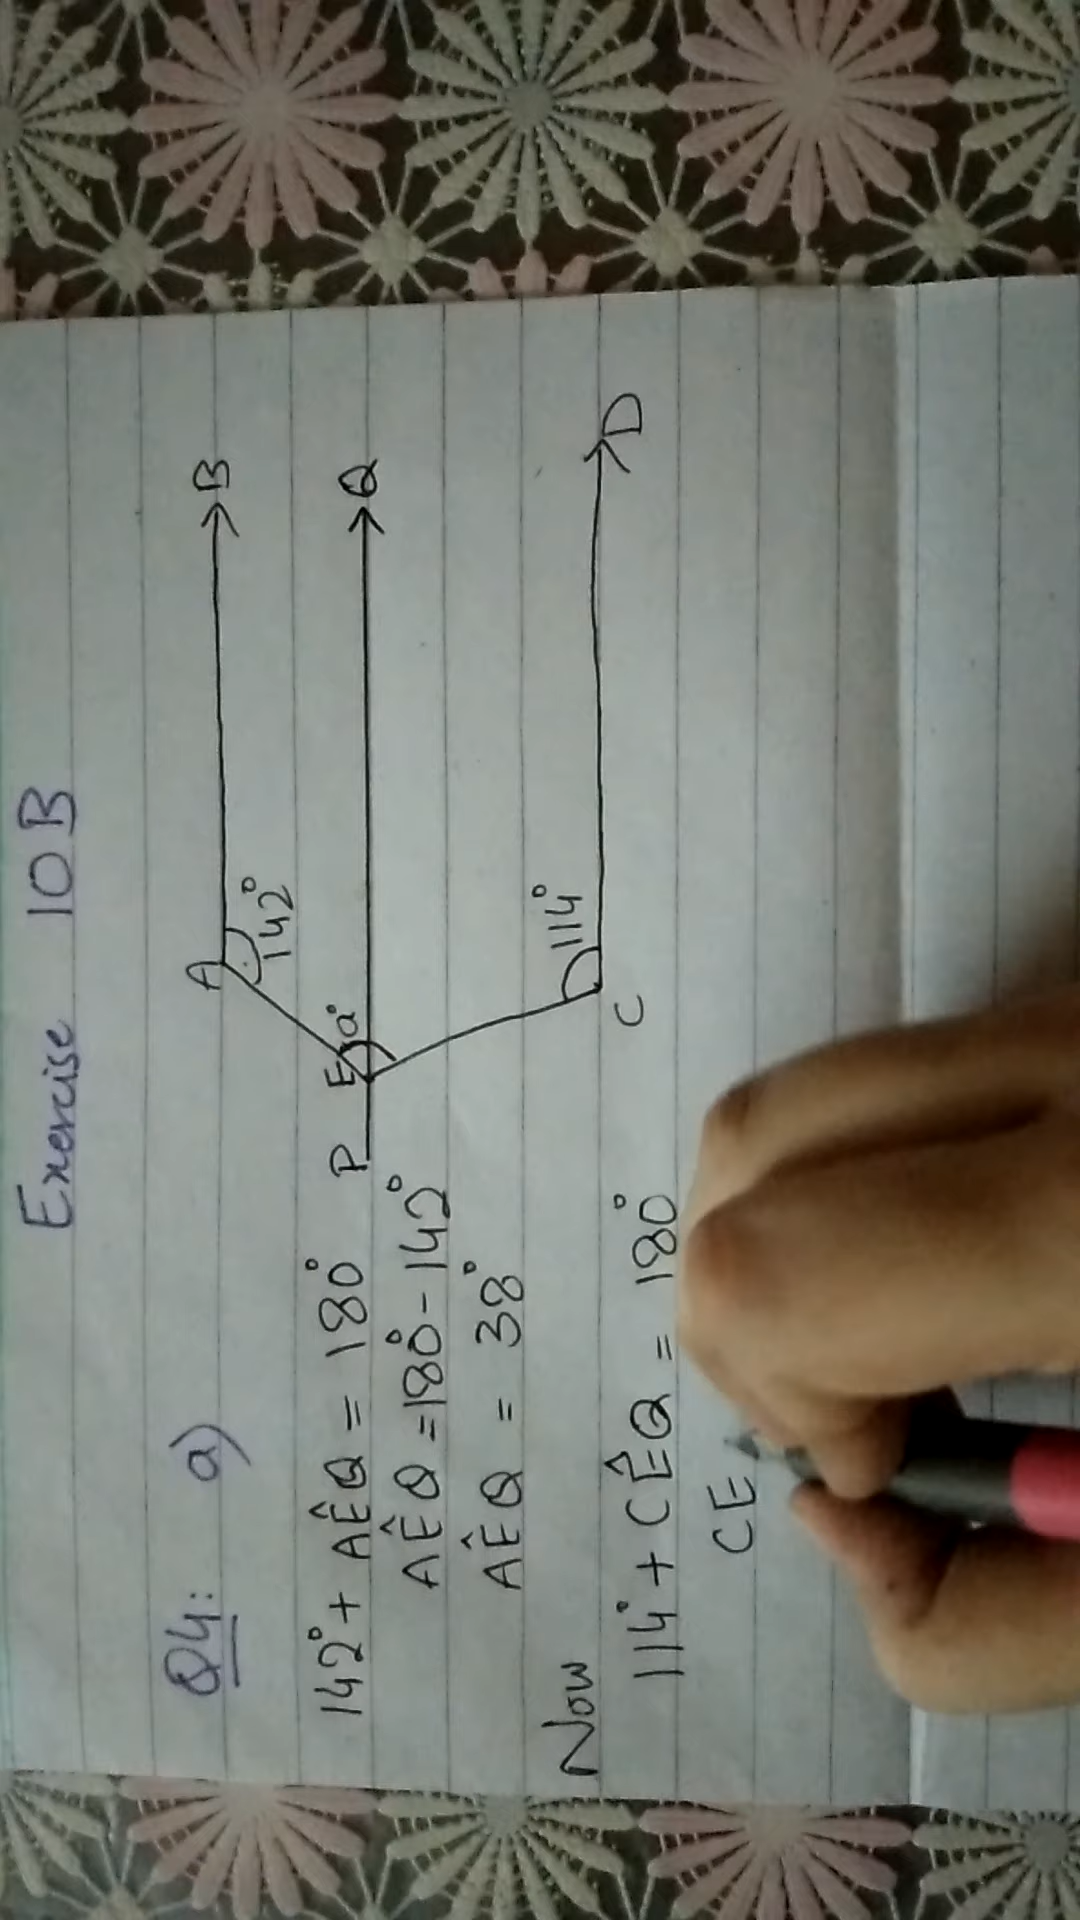 Exercise 10B
Q4: a)
A B
142°
P E a° Q
114°
C D
142° + AÊQ = 180°
AÊQ = 180° - 142°
AÊQ = 38°
Now
114° + CÊQ = 180°
CE